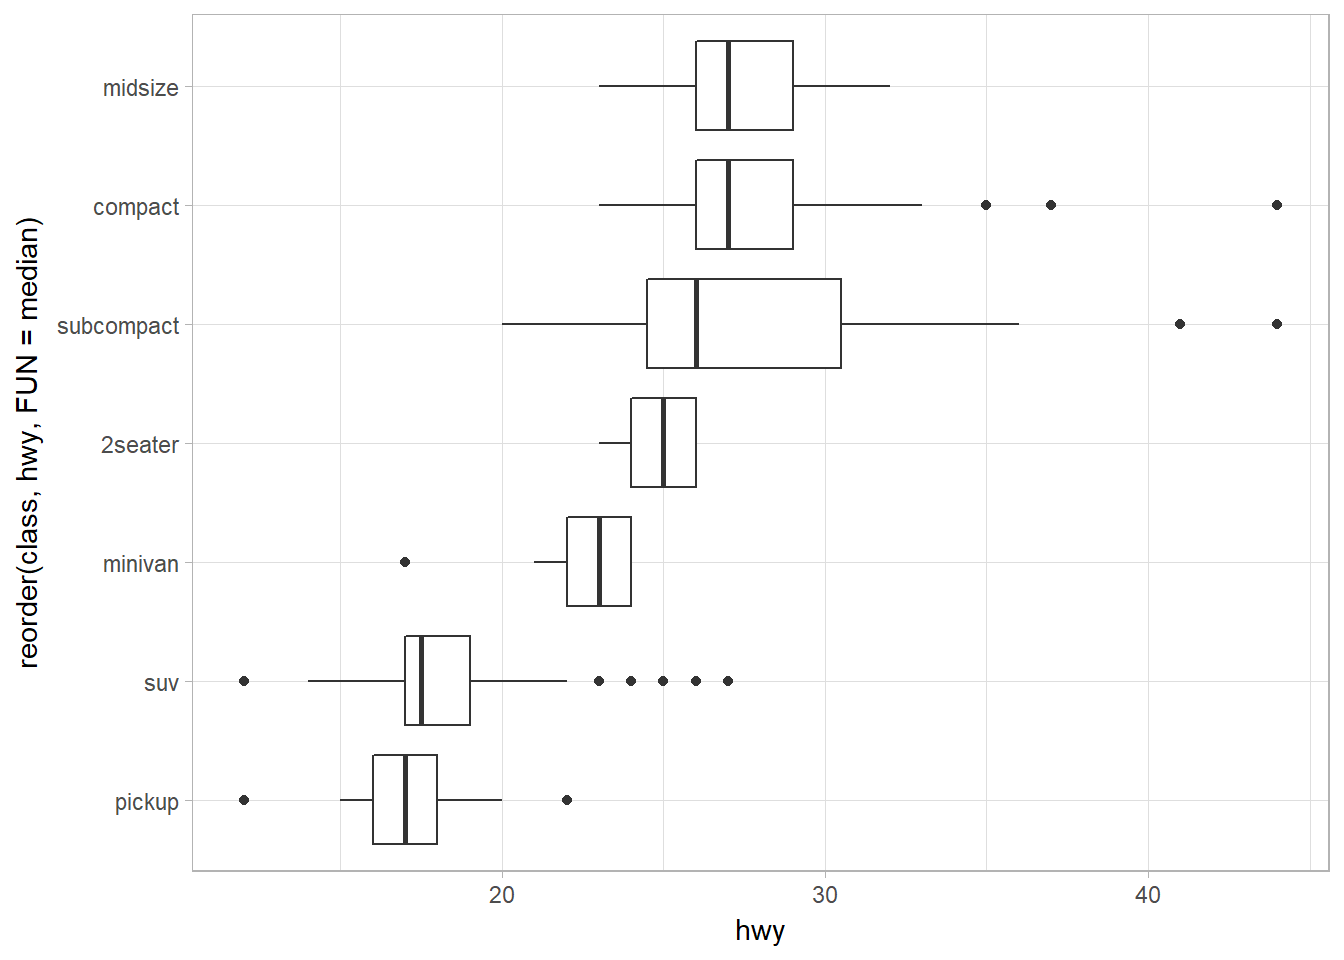 reorder(class, hwy, FUN = median)
midsize
compact
subcompact
2seater
minivan
suv
pickup
20 30 40
hwy